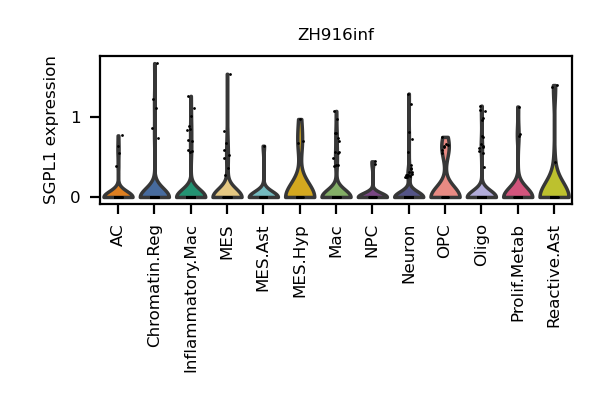 ZH916inf
SGPL1 expression
1
0
AC
Chromatin.Reg
Inflammatory.Mac
MES
MES.Ast
MES.Hyp
Mac
NPC
Neuron
OPC
Oligo
Prolif.Metab
Reactive.Ast